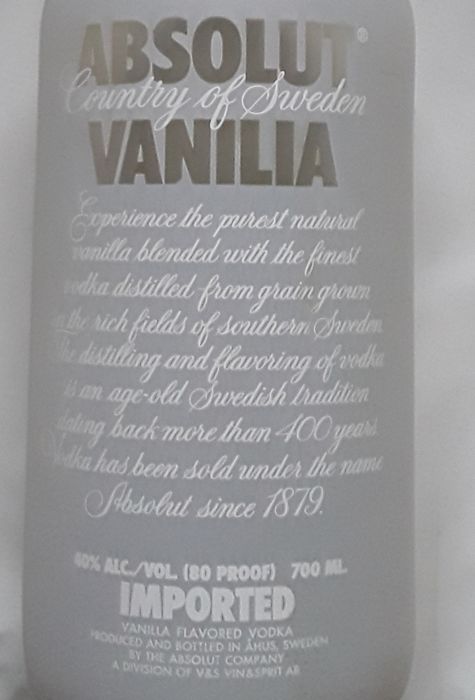 ABSOLUT®
Country of Sweden
VANILIA
Experience the purest natural
vanilla blended with the finest
vodka distilled from grain grown
in the rich fields of southern Sweden.
The distilling and flavoring of vodka
is an age-old Swedish tradition
dating back more than 400 years.
Vodka has been sold under the name
Absolut since 1879.
40% ALC./VOL. (80 PROOF) 700 ML.
IMPORTED
VANILLA FLAVORED VODKA
PRODUCED AND BOTTLED IN ÅHUS, SWEDEN
BY THE ABSOLUT COMPANY
A DIVISION OF V&S VIN&SPRIT AB